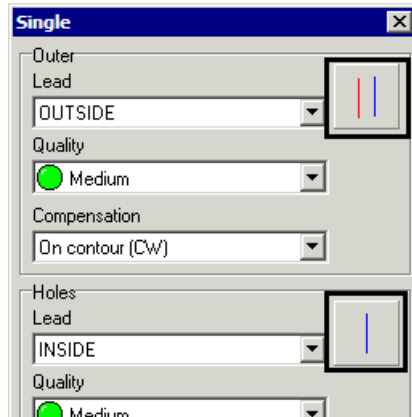 Single
Outer
Lead
OUTSIDE
Quality
Medium
Compensation
On contour (CW)
Holes
Lead
INSIDE
Quality
Medium